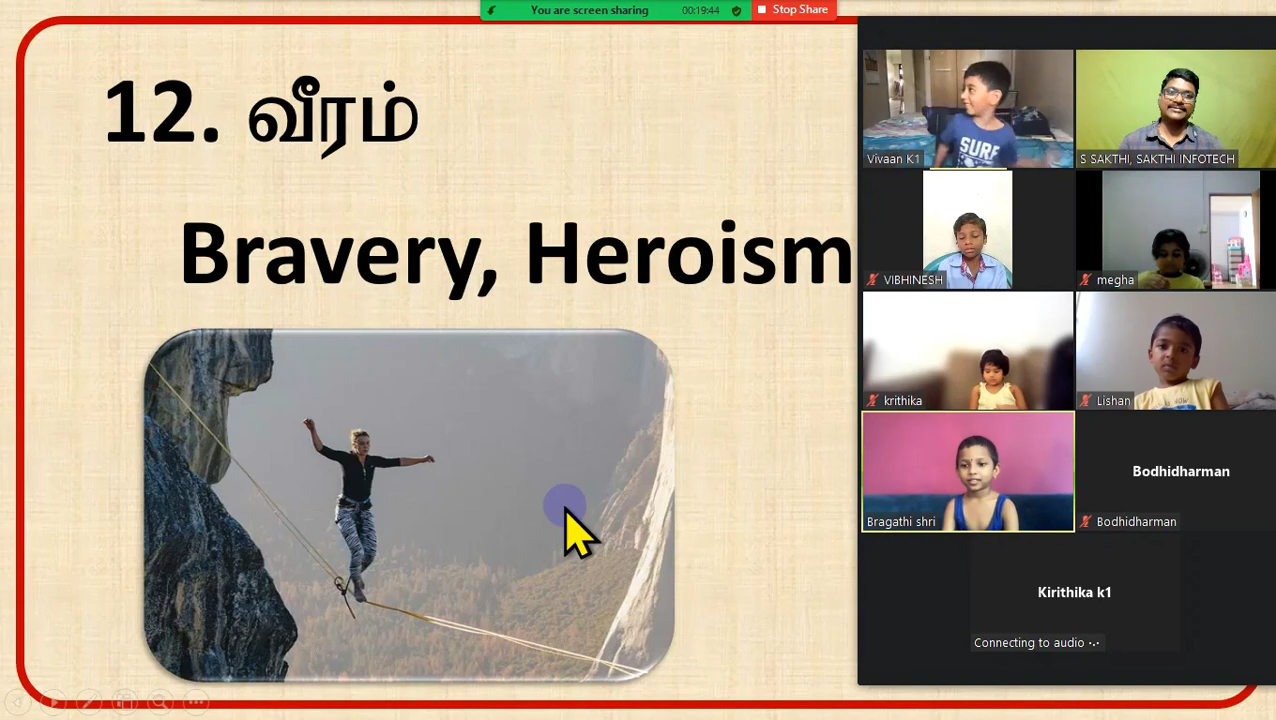 You are screen sharing 00:19:44 Stop Share
12. வீரம்
Bravery, Heroism
SURF
Vivaan K1
S SAKTHI, SAKTHI INFOTECH
VIBHINESH
megha
krithika
Lishan
Bragathi shri
Bodhidharman
Bodhidharman
Kirithika k1
Connecting to audio